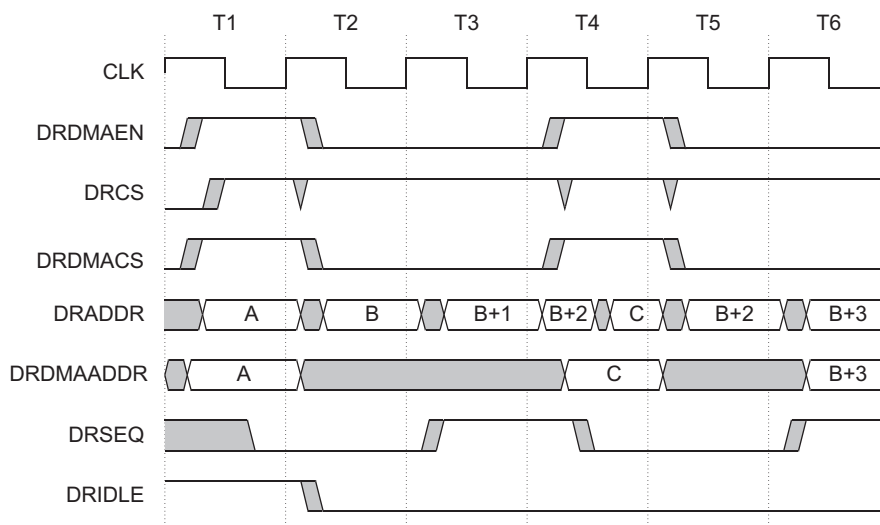 T1 T2 T3 T4 T5 T6
CLK
DRDMAEN
DRCS
DRDMACS
DRADDR A B B+1 B+2 C B+2 B+3
DRDMAADDR A C B+3
DRSEQ
DRIDLE